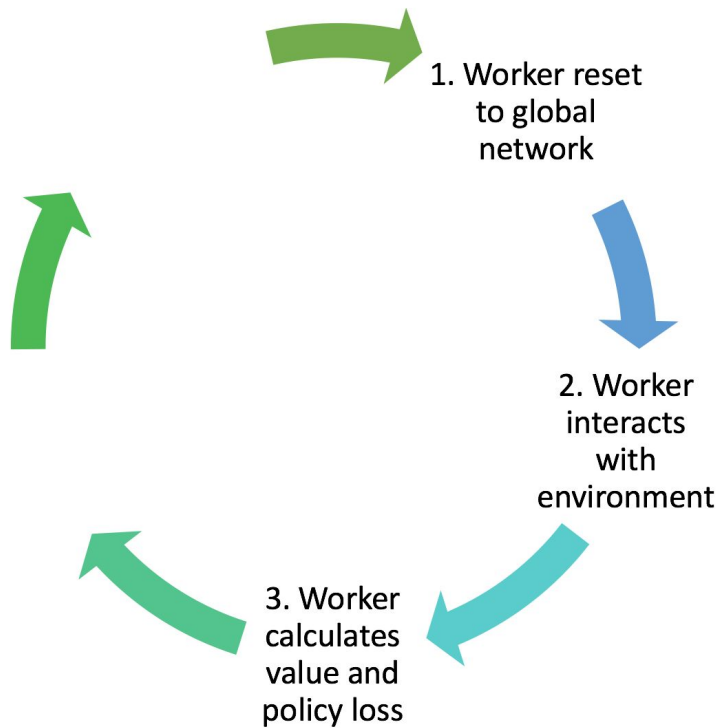 1. Worker reset
to global
network
2. Worker
interacts
with
environment
3. Worker
calculates
value and
policy loss